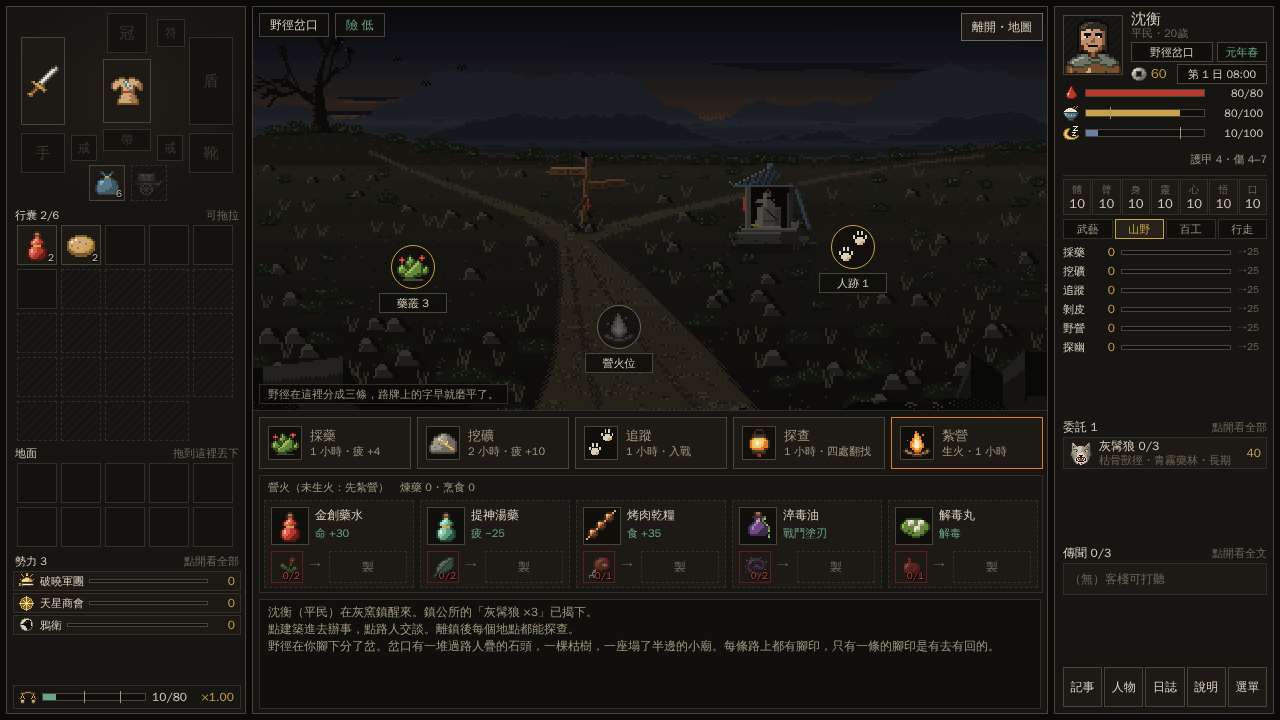 冠
符
盾
手
戒
帶
戒
靴
6
行囊 2/6
可拖拉
2
2
地面
拖到這裡丟下
勢力 3
點開看全部
破曉軍團
0
天星商會
0
鴉衛
0
10/80
×1.00
野徑岔口
險 低
離開・地圖
藥叢 3
人跡 1
營火位
野徑在這裡分成三條，路牌上的字早就磨平了。
採藥
1 小時・疲 +4
挖礦
2 小時・疲 +10
追蹤
1 小時・入戰
探查
1 小時・四處翻找
紮營
生火・1 小時
營火（未生火：先紮營）
煉藥 0・烹食 0
金創藥水
命 +30
0/2
→
製
提神湯藥
疲 −25
0/2
→
製
烤肉乾糧
食 +35
0/1
→
製
淬毒油
戰鬥塗刃
0/2
→
製
解毒丸
解毒
0/1
→
製
沈衡（平民）在灰窯鎮醒來。鎮公所的「灰髯狼 ×3」已揭下。
點建築進去辦事，點路人交談。離鎮後每個地點都能探查。
野徑在你腳下分了岔。岔口有一堆過路人疊的石頭，一棵枯樹，一座塌了半邊的小廟。每條路上都有腳印，只有一條的腳印是有去有回的。
沈衡
平民・20歲
野徑岔口
元年春
60
第 1 日 08:00
80/80
80/100
10/100
護甲 4・傷 4–7
體
10
臂
10
身
10
靈
10
心
10
悟
10
口
10
武藝
山野
百工
行走
採藥
0
→25
挖礦
0
→25
追蹤
0
→25
剝皮
0
→25
野營
0
→25
探幽
0
→25
委託 1
點開看全部
灰髯狼 0/3
枯骨獸徑・青霧藥林・長期
40
傳聞 0/3
點開看全文
（無）客棧可打聽
記事
人物
日誌
說明
選單